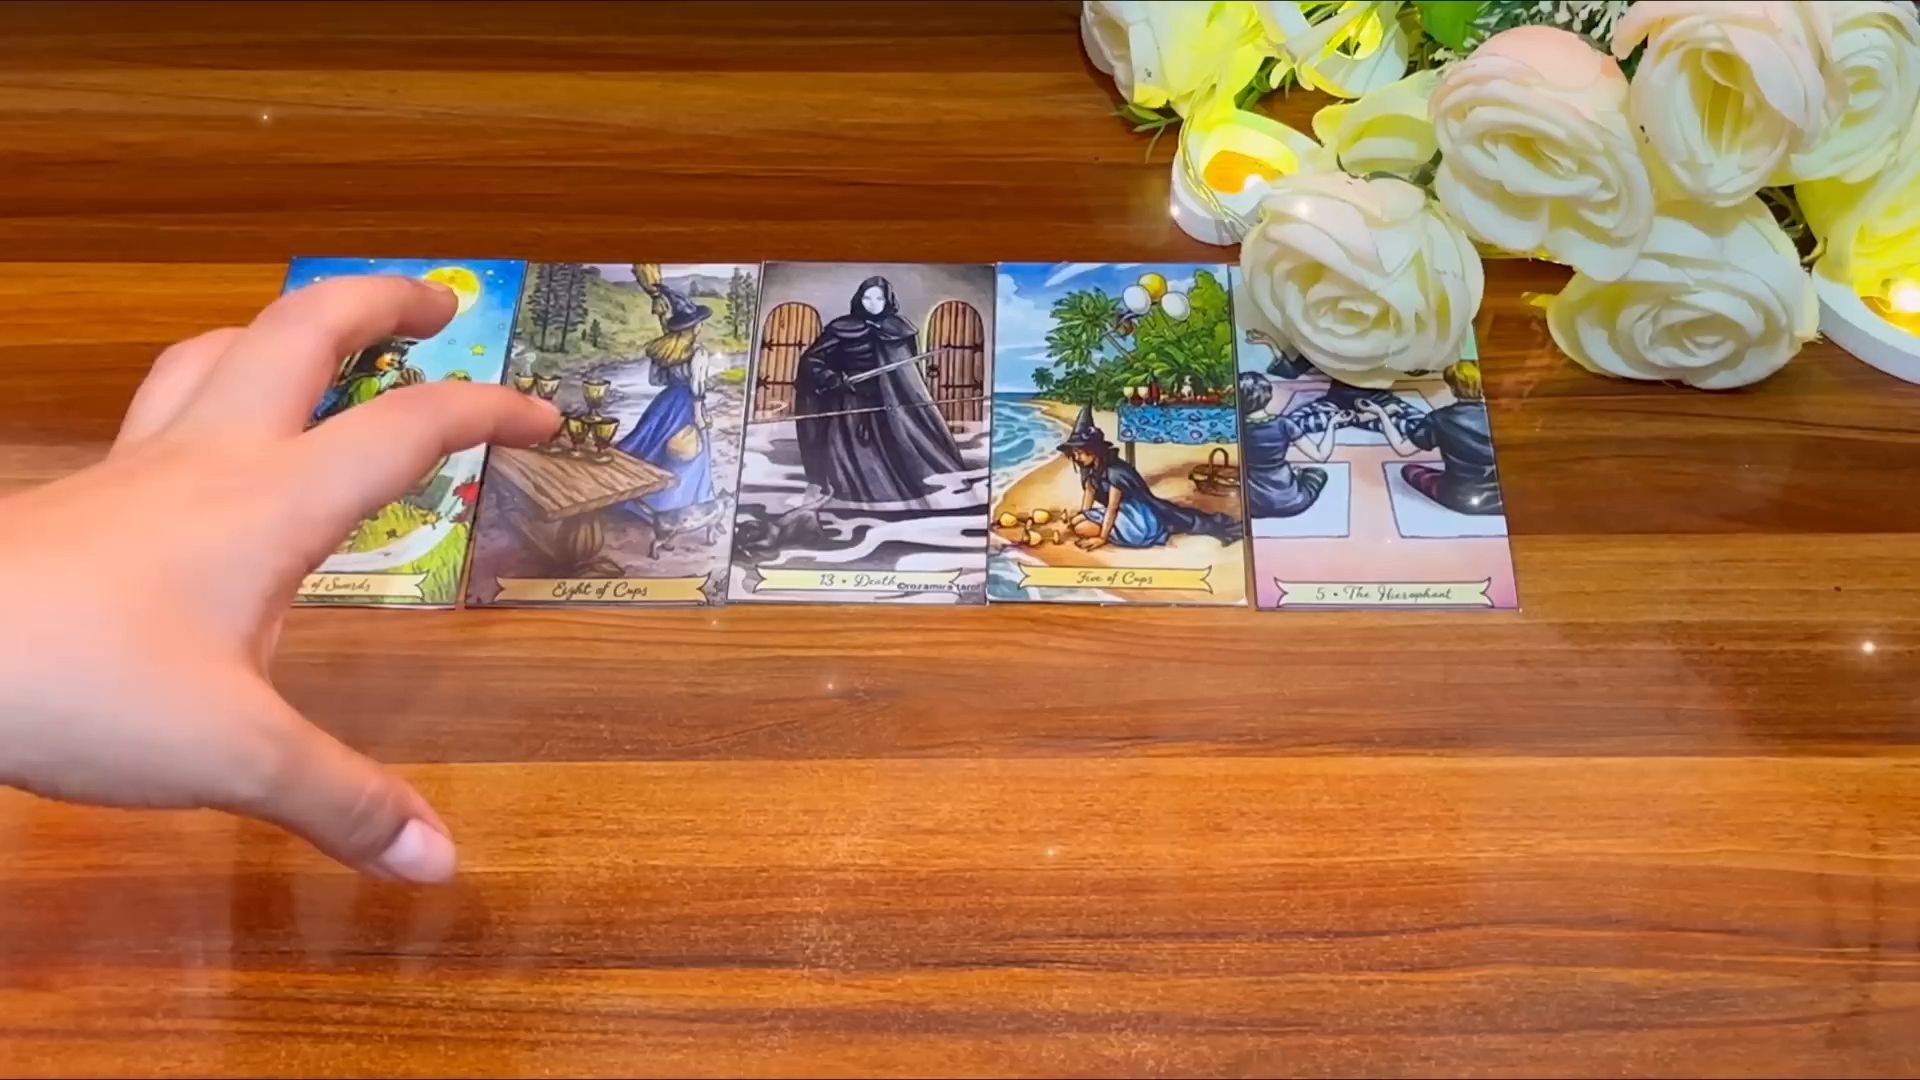 of Swords
Eight of Cups
13 • Death
©rozamira tarot
Five of Cups
5 • The Hierophant